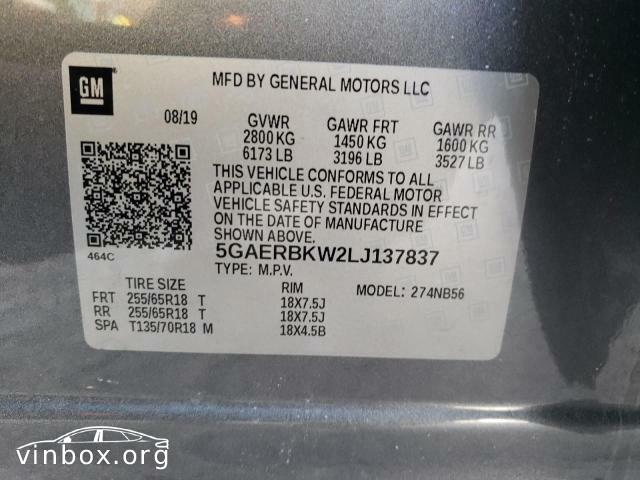 GM
MFD BY GENERAL MOTORS LLC
08/19 GVWR GAWR FRT GAWR RR
2800 KG 1450 KG 1600 KG
6173 LB 3196 LB 3527 LB
THIS VEHICLE CONFORMS TO ALL
APPLICABLE U.S. FEDERAL MOTOR
VEHICLE SAFETY STANDARDS IN EFFECT
ON THE DATE OF MANUFACTURE
SHOWN ABOVE.
464C
5GAERBKW2LJ137837
TYPE: M.P.V.
TIRE SIZE RIM MODEL: 274NB56
FRT 255/65R18 T 18X7.5J
RR 255/65R18 T 18X7.5J
SPA T135/70R18 M 18X4.5B
vinbox.org